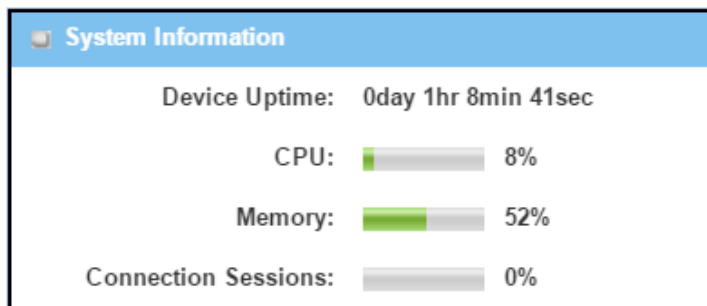 System Information
Device Uptime: 0day 1hr 8min 41sec
CPU: 8%
Memory: 52%
Connection Sessions: 0%